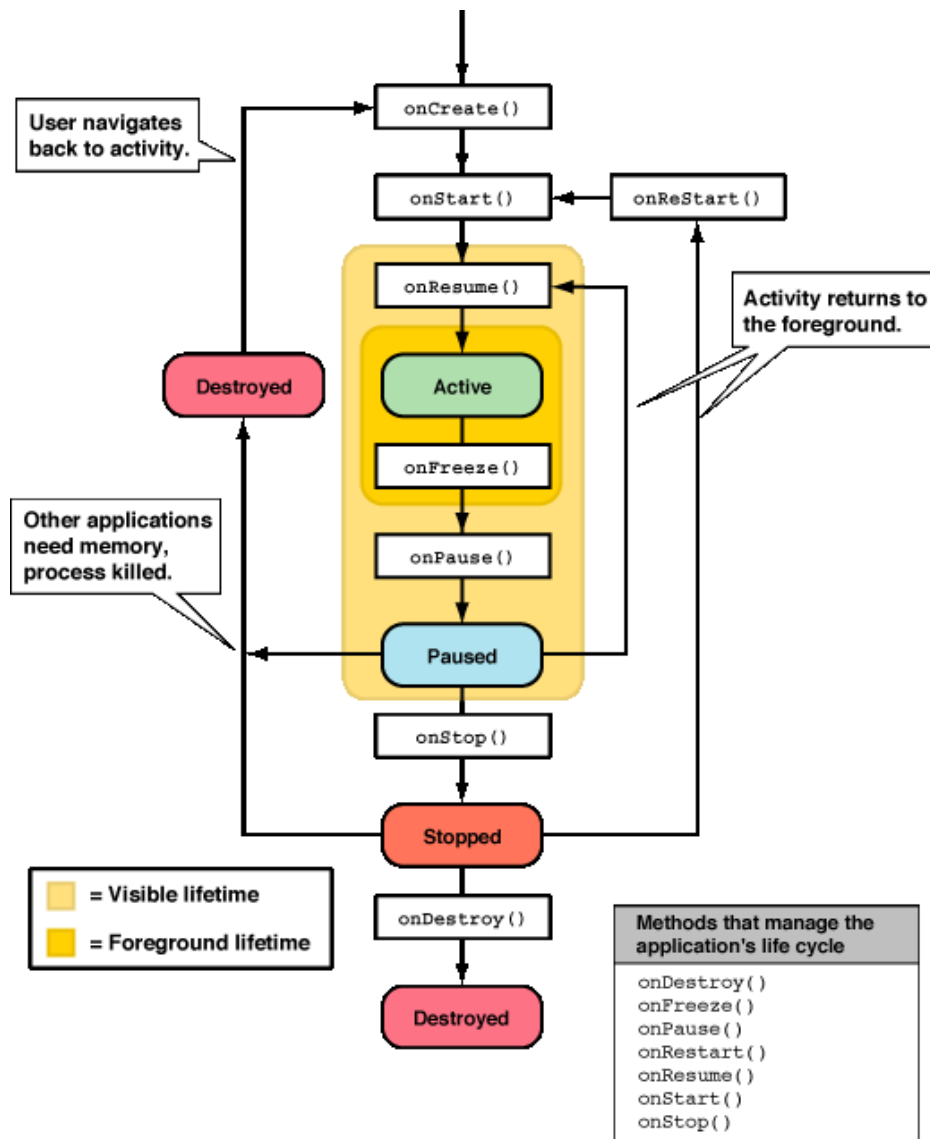 onCreate()
User navigates
back to activity.
onStart()
onReStart()
onResume()
Activity returns to
the foreground.
Destroyed
Active
onFreeze()
Other applications
need memory,
process killed.
onPause()
Paused
onStop()
Stopped
= Visible lifetime
= Foreground lifetime
onDestroy()
Destroyed
Methods that manage the
application's life cycle
onDestroy()
onFreeze()
onPause()
onRestart()
onResume()
onStart()
onStop()